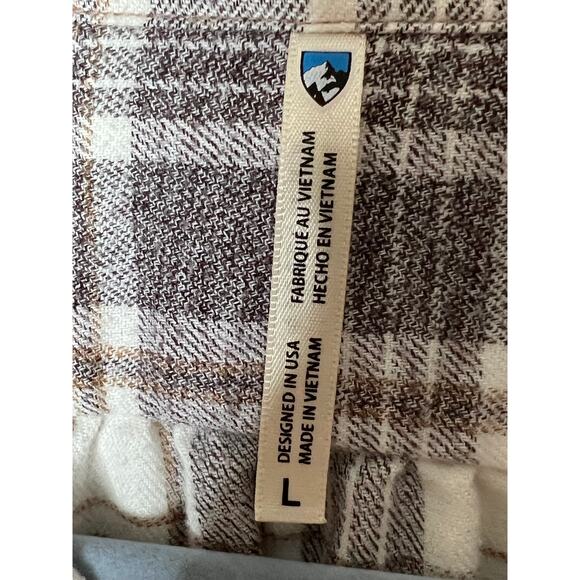 L
DESIGNED IN USA
MADE IN VIETNAM
FABRIQUE AU VIETNAM
HECHO EN VIETNAM